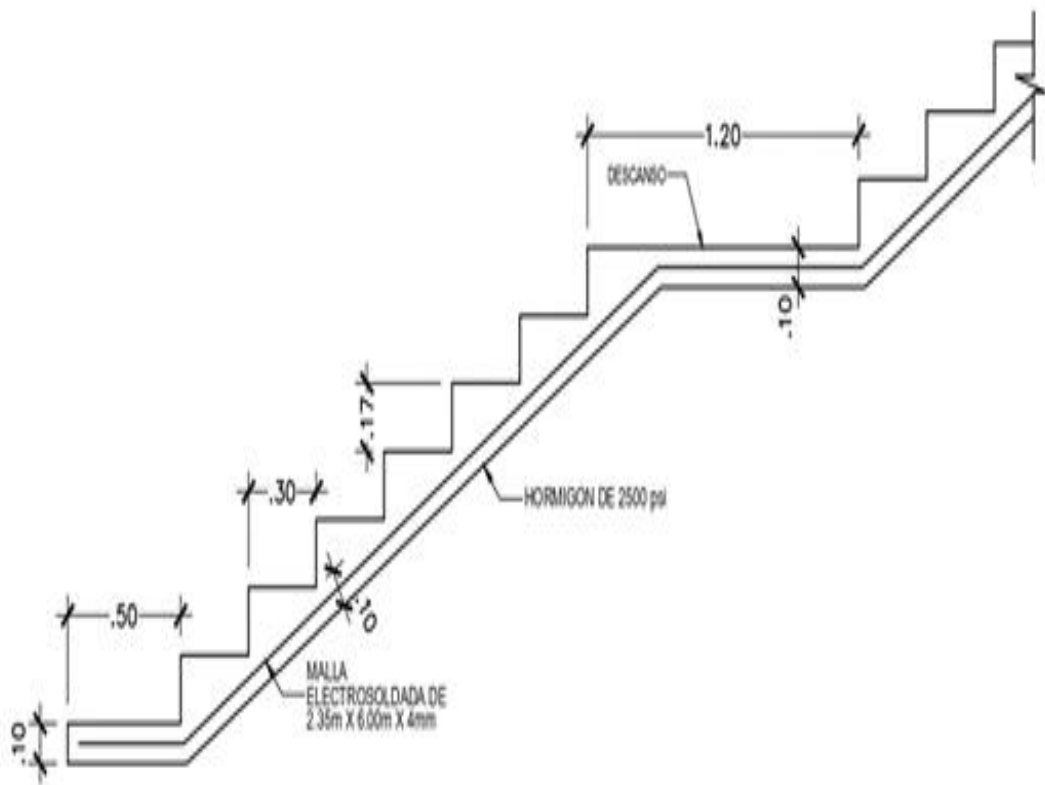 1.20
DESCANSO
.10
.17
.30
HORMIGON DE 2500 psi
.10
.50
MALLA
ELECTROSOLDADA DE
2.35m X 6.00m X 4mm
.10